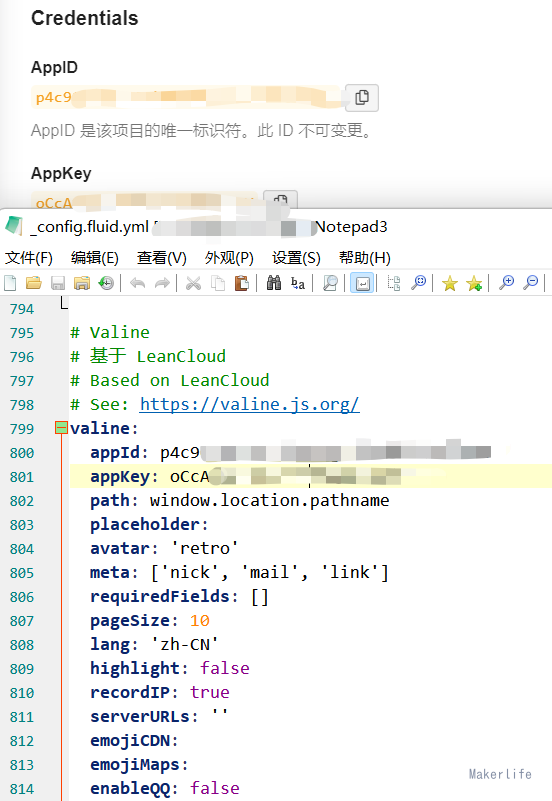 Credentials
AppID
p4c9
AppID 是该项目的唯一标识符。此 ID 不可变更。
AppKey
oCcA
_config.fluid.yml Notepad3
文件(F) 编辑(E) 查看(V) 外观(P) 设置(S) 帮助(H)
794
795 # Valine
796 # 基于 LeanCloud
797 # Based on LeanCloud
798 # See: https://valine.js.org/
799 valine:
800 appId: p4c9
801 appKey: oCcA
802 path: window.location.pathname
803 placeholder:
804 avatar: 'retro'
805 meta: ['nick', 'mail', 'link']
806 requiredFields: []
807 pageSize: 10
808 lang: 'zh-CN'
809 highlight: false
810 recordIP: true
811 serverURLs: ''
812 emojiCDN:
813 emojiMaps:
814 enableQQ: false
Makerlife